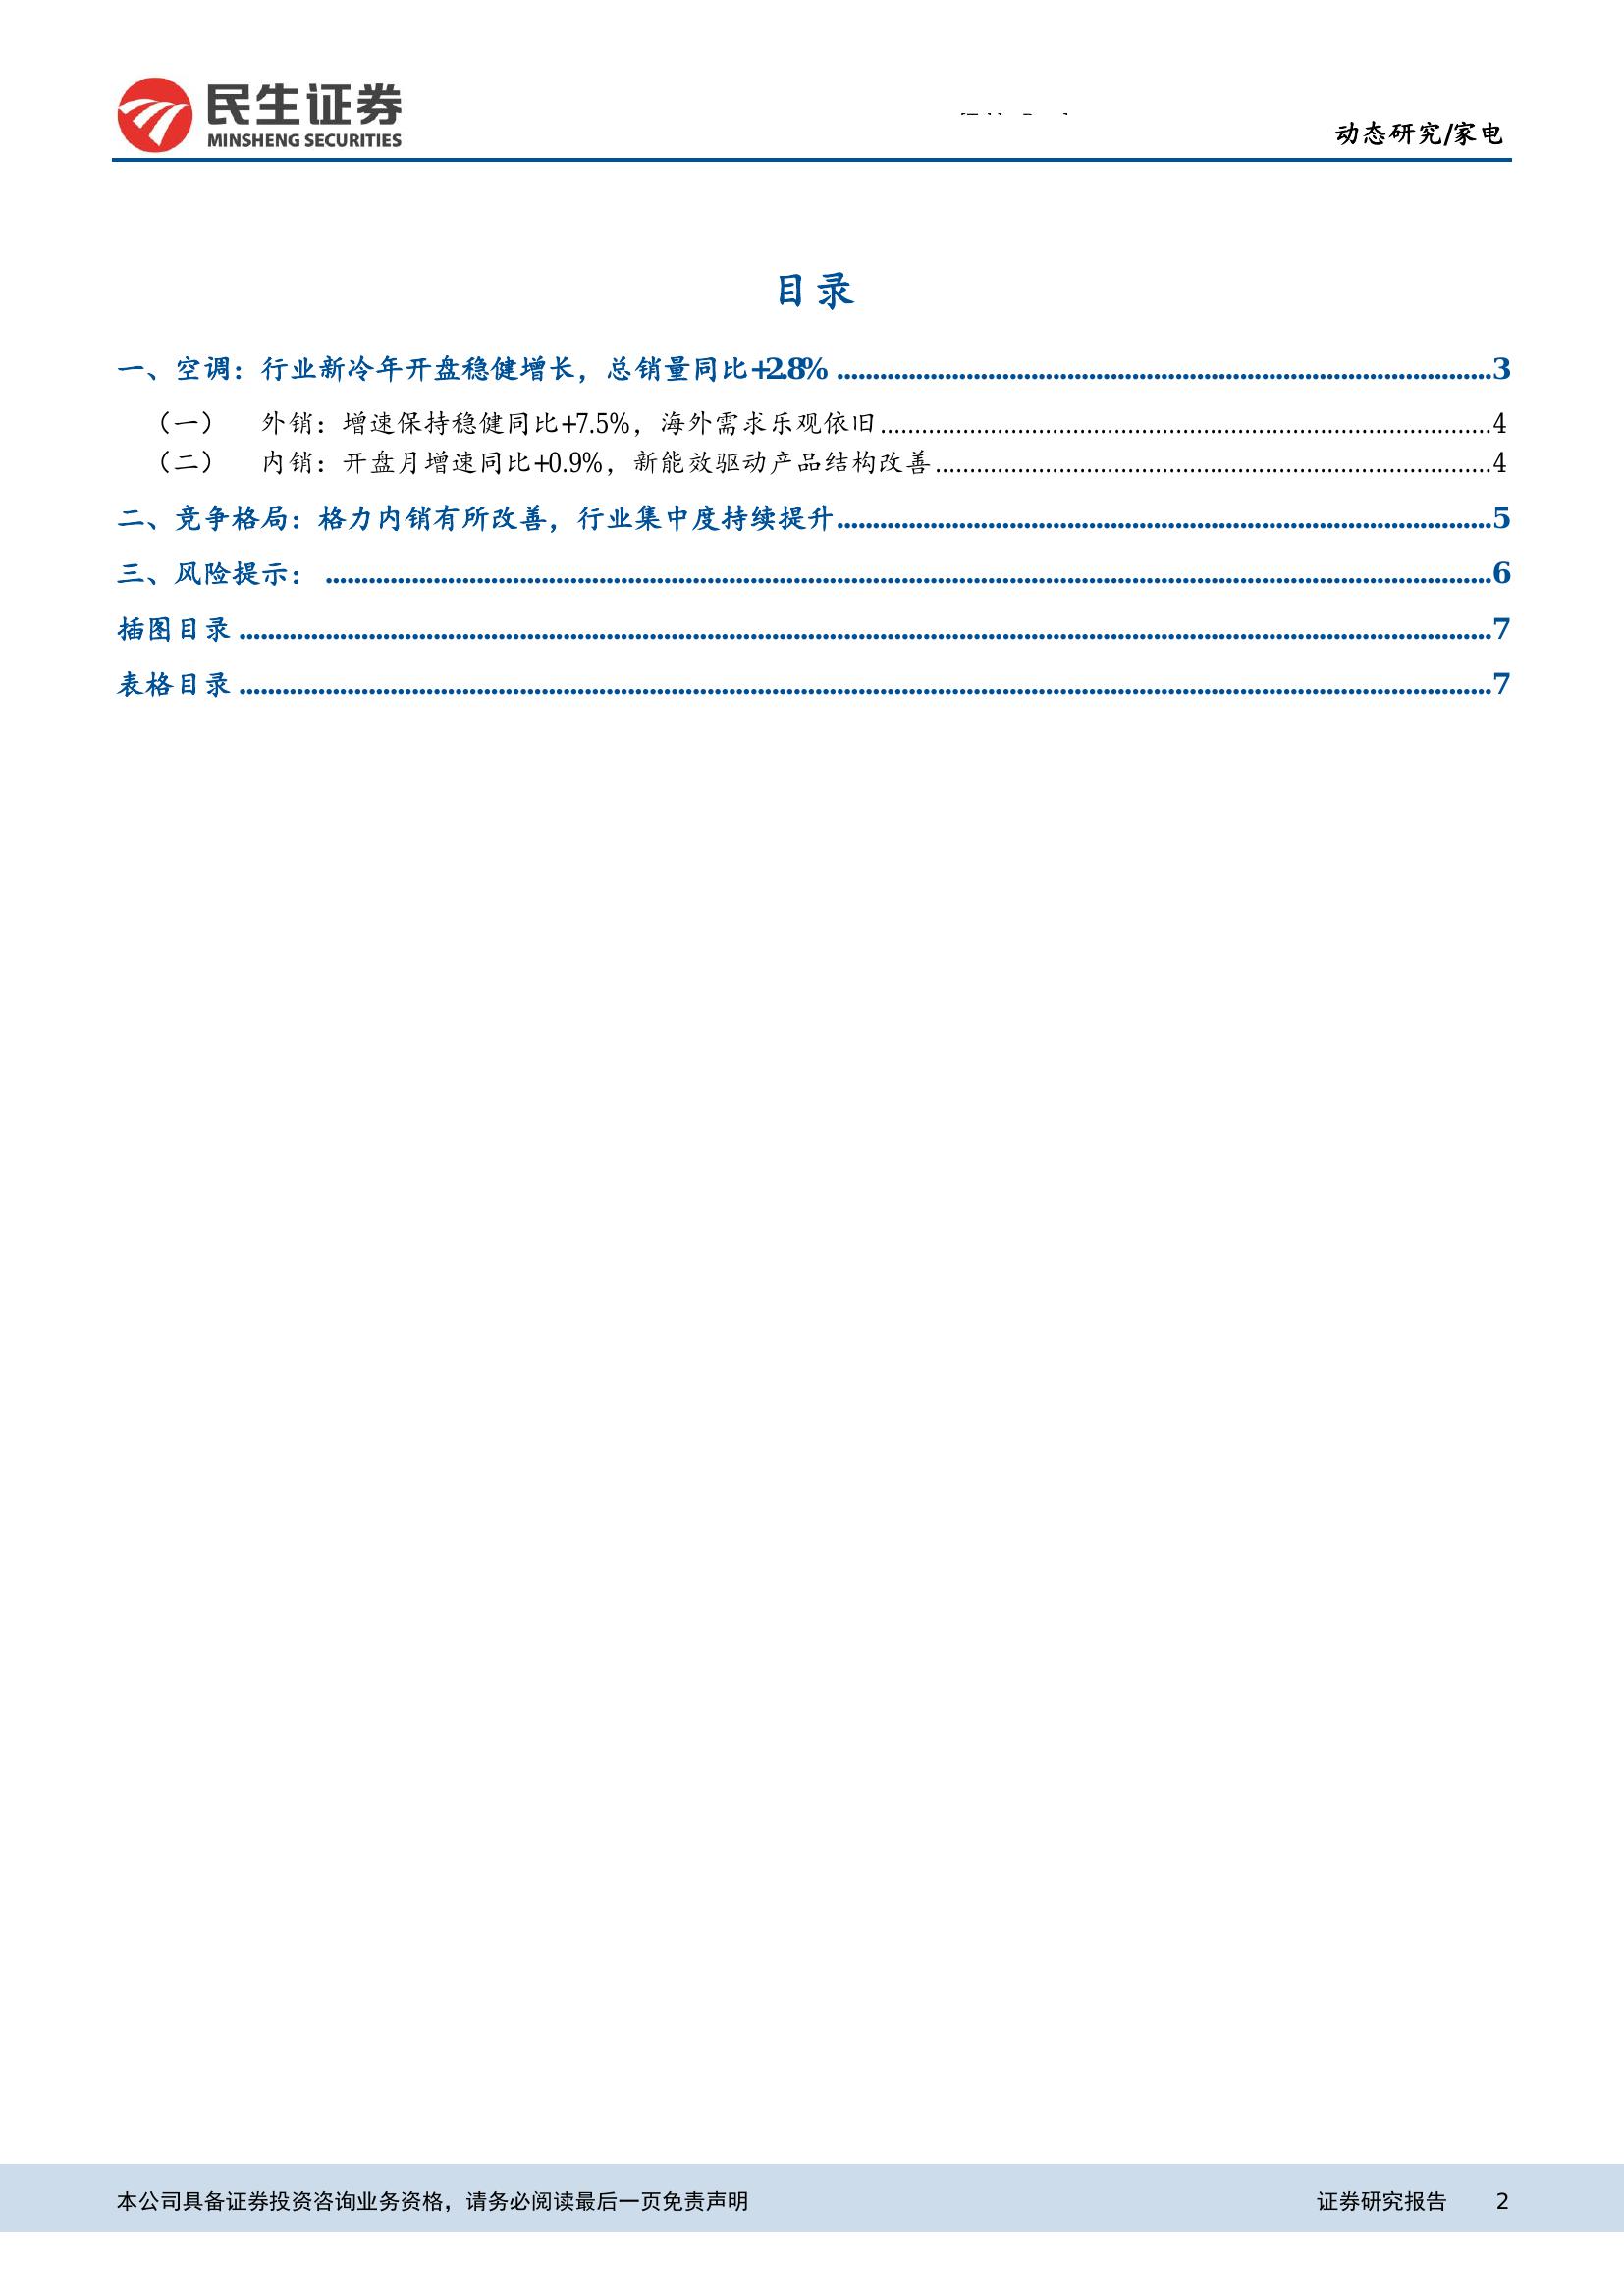 民生证券
MINSHENG SECURITIES
动态研究/家电
目录
一、空调：行业新冷年开盘稳健增长，总销量同比+2.8% ........................................ 3
（一） 外销：增速保持稳健同比+7.5%，海外需求乐观依旧 ........................................ 4
（二） 内销：开盘月增速同比+0.9%，新能效驱动产品结构改善 ........................................ 4
二、竞争格局：格力内销有所改善，行业集中度持续提升 ........................................ 5
三、风险提示： ........................................ 6
插图目录 ........................................ 7
表格目录 ........................................ 7
本公司具备证券投资咨询业务资格，请务必阅读最后一页免责声明 证券研究报告 2